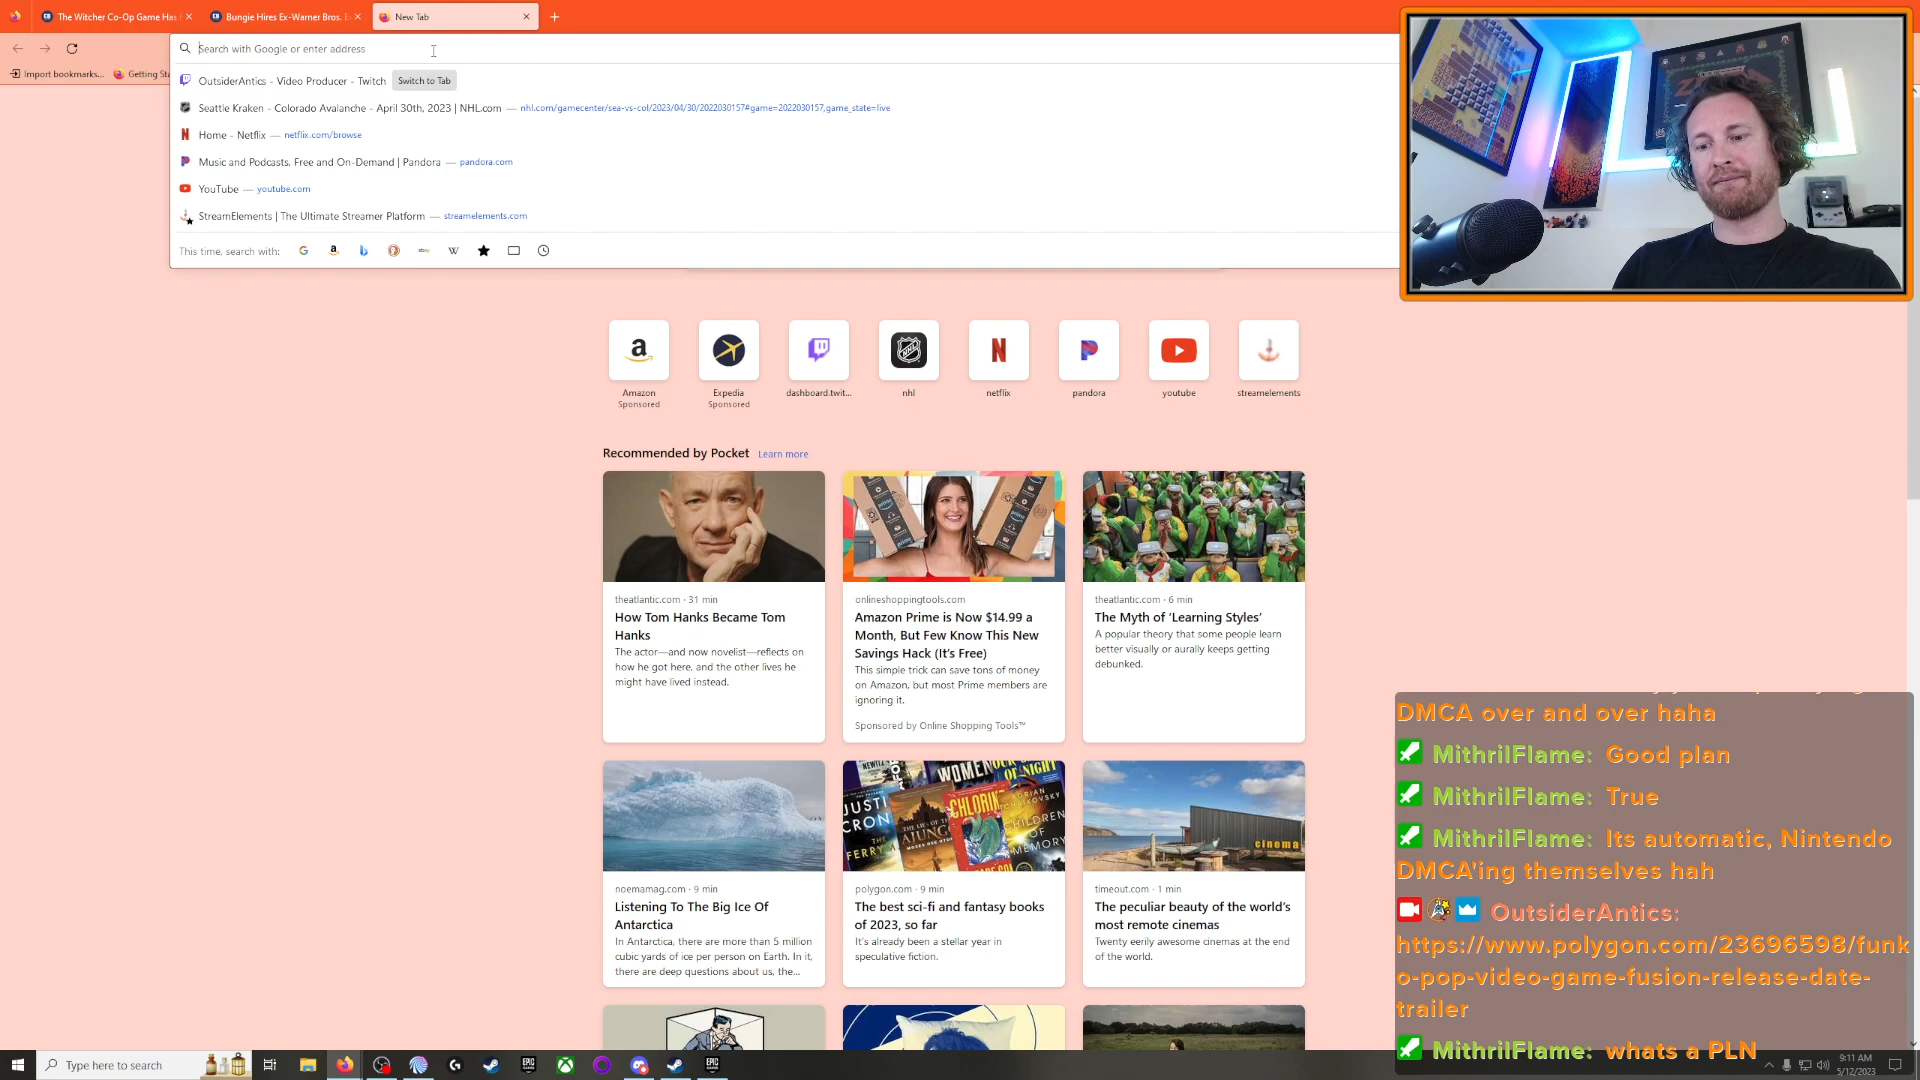 The Witcher Co-Op Game Has
Bungie Hires Ex-Warner Bros. E
New Tab
Search with Google or enter address
Import bookmarks...
Getting Sta
OutsiderAntics - Video Producer - Twitch
Switch to Tab
Seattle Kraken - Colorado Avalanche - April 30th, 2023 | NHL.com — nhl.com/gamecenter/sea-vs-col/2023/04/30/2022030157#game=2022030157,game_state=live
Home - Netflix — netflix.com/browse
Music and Podcasts, Free and On-Demand | Pandora — pandora.com
YouTube — youtube.com
StreamElements | The Ultimate Streamer Platform — streamelements.com
This time, search with:
Amazon
Sponsored
Expedia
Sponsored
dashboard.twit...
nhl
netflix
pandora
youtube
streamelements
Recommended by Pocket
Learn more
theatlantic.com · 31 min
How Tom Hanks Became Tom
Hanks
The actor—and now novelist—reflects on
how he got here, and the other lives he
might have lived instead.
onlineshoppingtools.com
Amazon Prime is Now $14.99 a
Month, But Few Know This New
Savings Hack (It's Free)
This simple trick can save tons of money
on Amazon, but most Prime members are
ignoring it.
Sponsored by Online Shopping Tools™
theatlantic.com · 6 min
The Myth of 'Learning Styles'
A popular theory that some people learn
better visually or aurally keeps getting
debunked.
noemamag.com · 9 min
Listening To The Big Ice Of
Antarctica
In Antarctica, there are more than 5 million
cubic yards of ice per person on Earth. In it,
there are deep questions about us, the...
polygon.com · 9 min
The best sci-fi and fantasy books
of 2023, so far
It's already been a stellar year in
speculative fiction.
cinema
timeout.com · 1 min
The peculiar beauty of the world's
most remote cinemas
Twenty eerily awesome cinemas at the end
of the world.
DMCA over and over haha
MithrilFlame: Good plan
MithrilFlame: True
MithrilFlame: Its automatic, Nintendo
DMCA'ing themselves hah
OutsiderAntics:
https://www.polygon.com/23696598/funk
o-pop-video-game-fusion-release-date-
trailer
MithrilFlame: whats a PLN
Type here to search
9:11 AM
5/12/2023